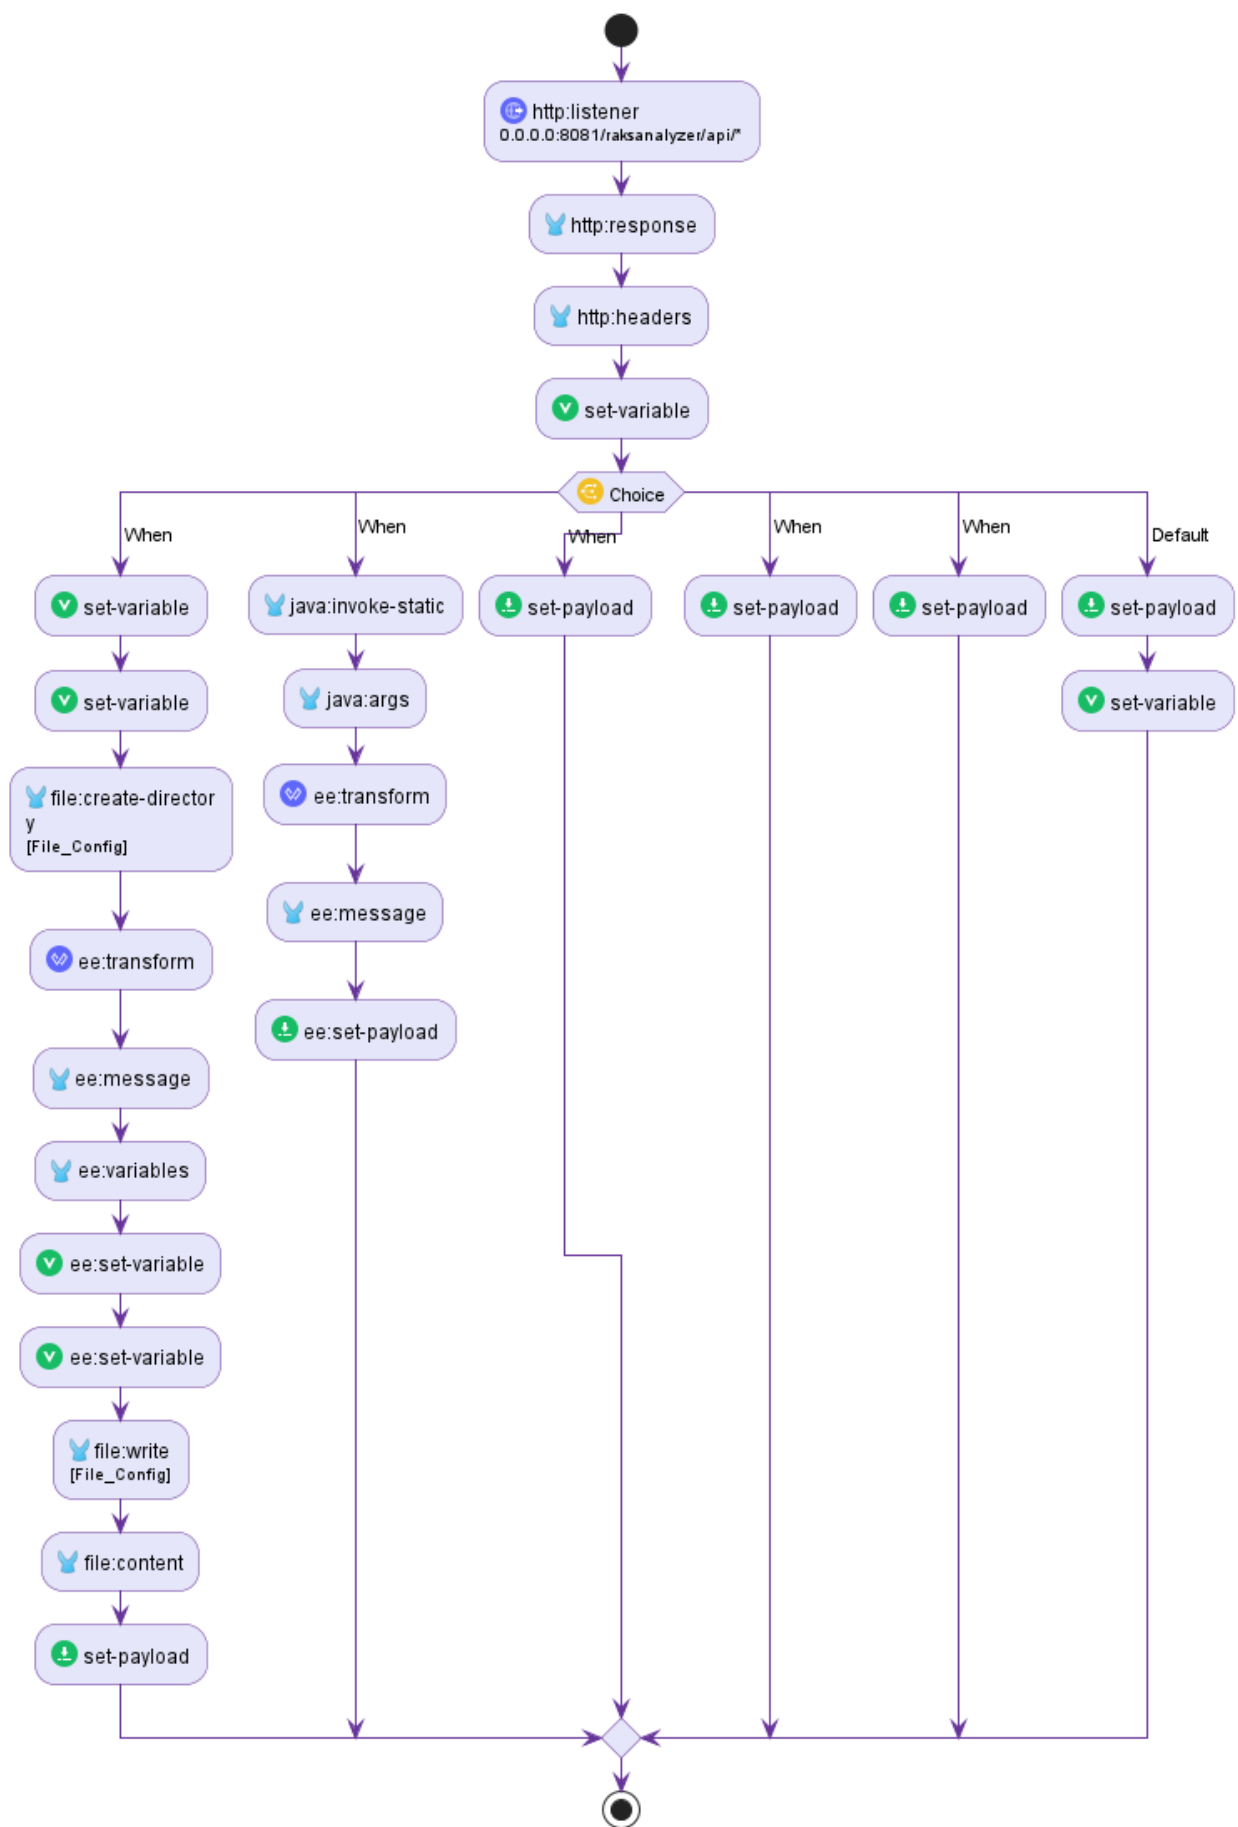 http:listener
0.0.0.0:8081/raksanalyzer/api/*
http:response
http:headers
set-variable
Choice
When
When
When
When
When
Default
set-variable
set-variable
file:create-director
y
[File_Config]
ee:transform
ee:message
ee:variables
ee:set-variable
ee:set-variable
file:write
[File_Config]
file:content
set-payload
java:invoke-static
java:args
ee:transform
ee:message
ee:set-payload
set-payload
set-payload
set-payload
set-payload
set-variable